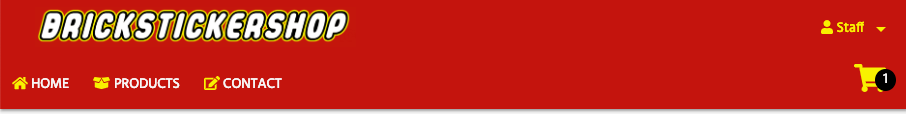 BRICKSTICKERSHOP
Staff
HOME PRODUCTS CONTACT
1